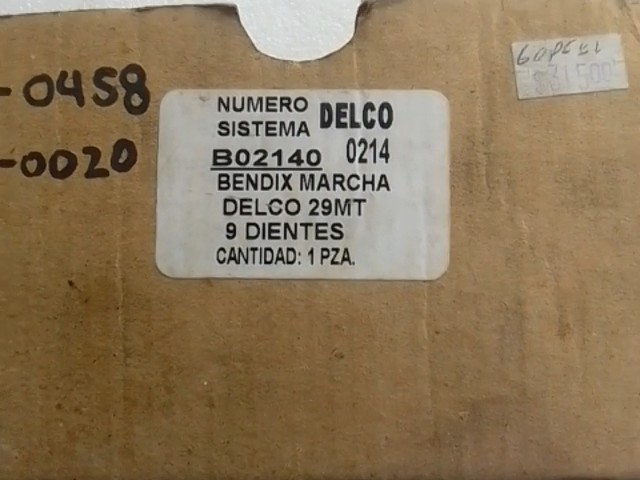 -0458
-0020
NUMERO DELCO
SISTEMA
B02140 0214
BENDIX MARCHA
DELCO 29MT
9 DIENTES
CANTIDAD: 1 PZA.